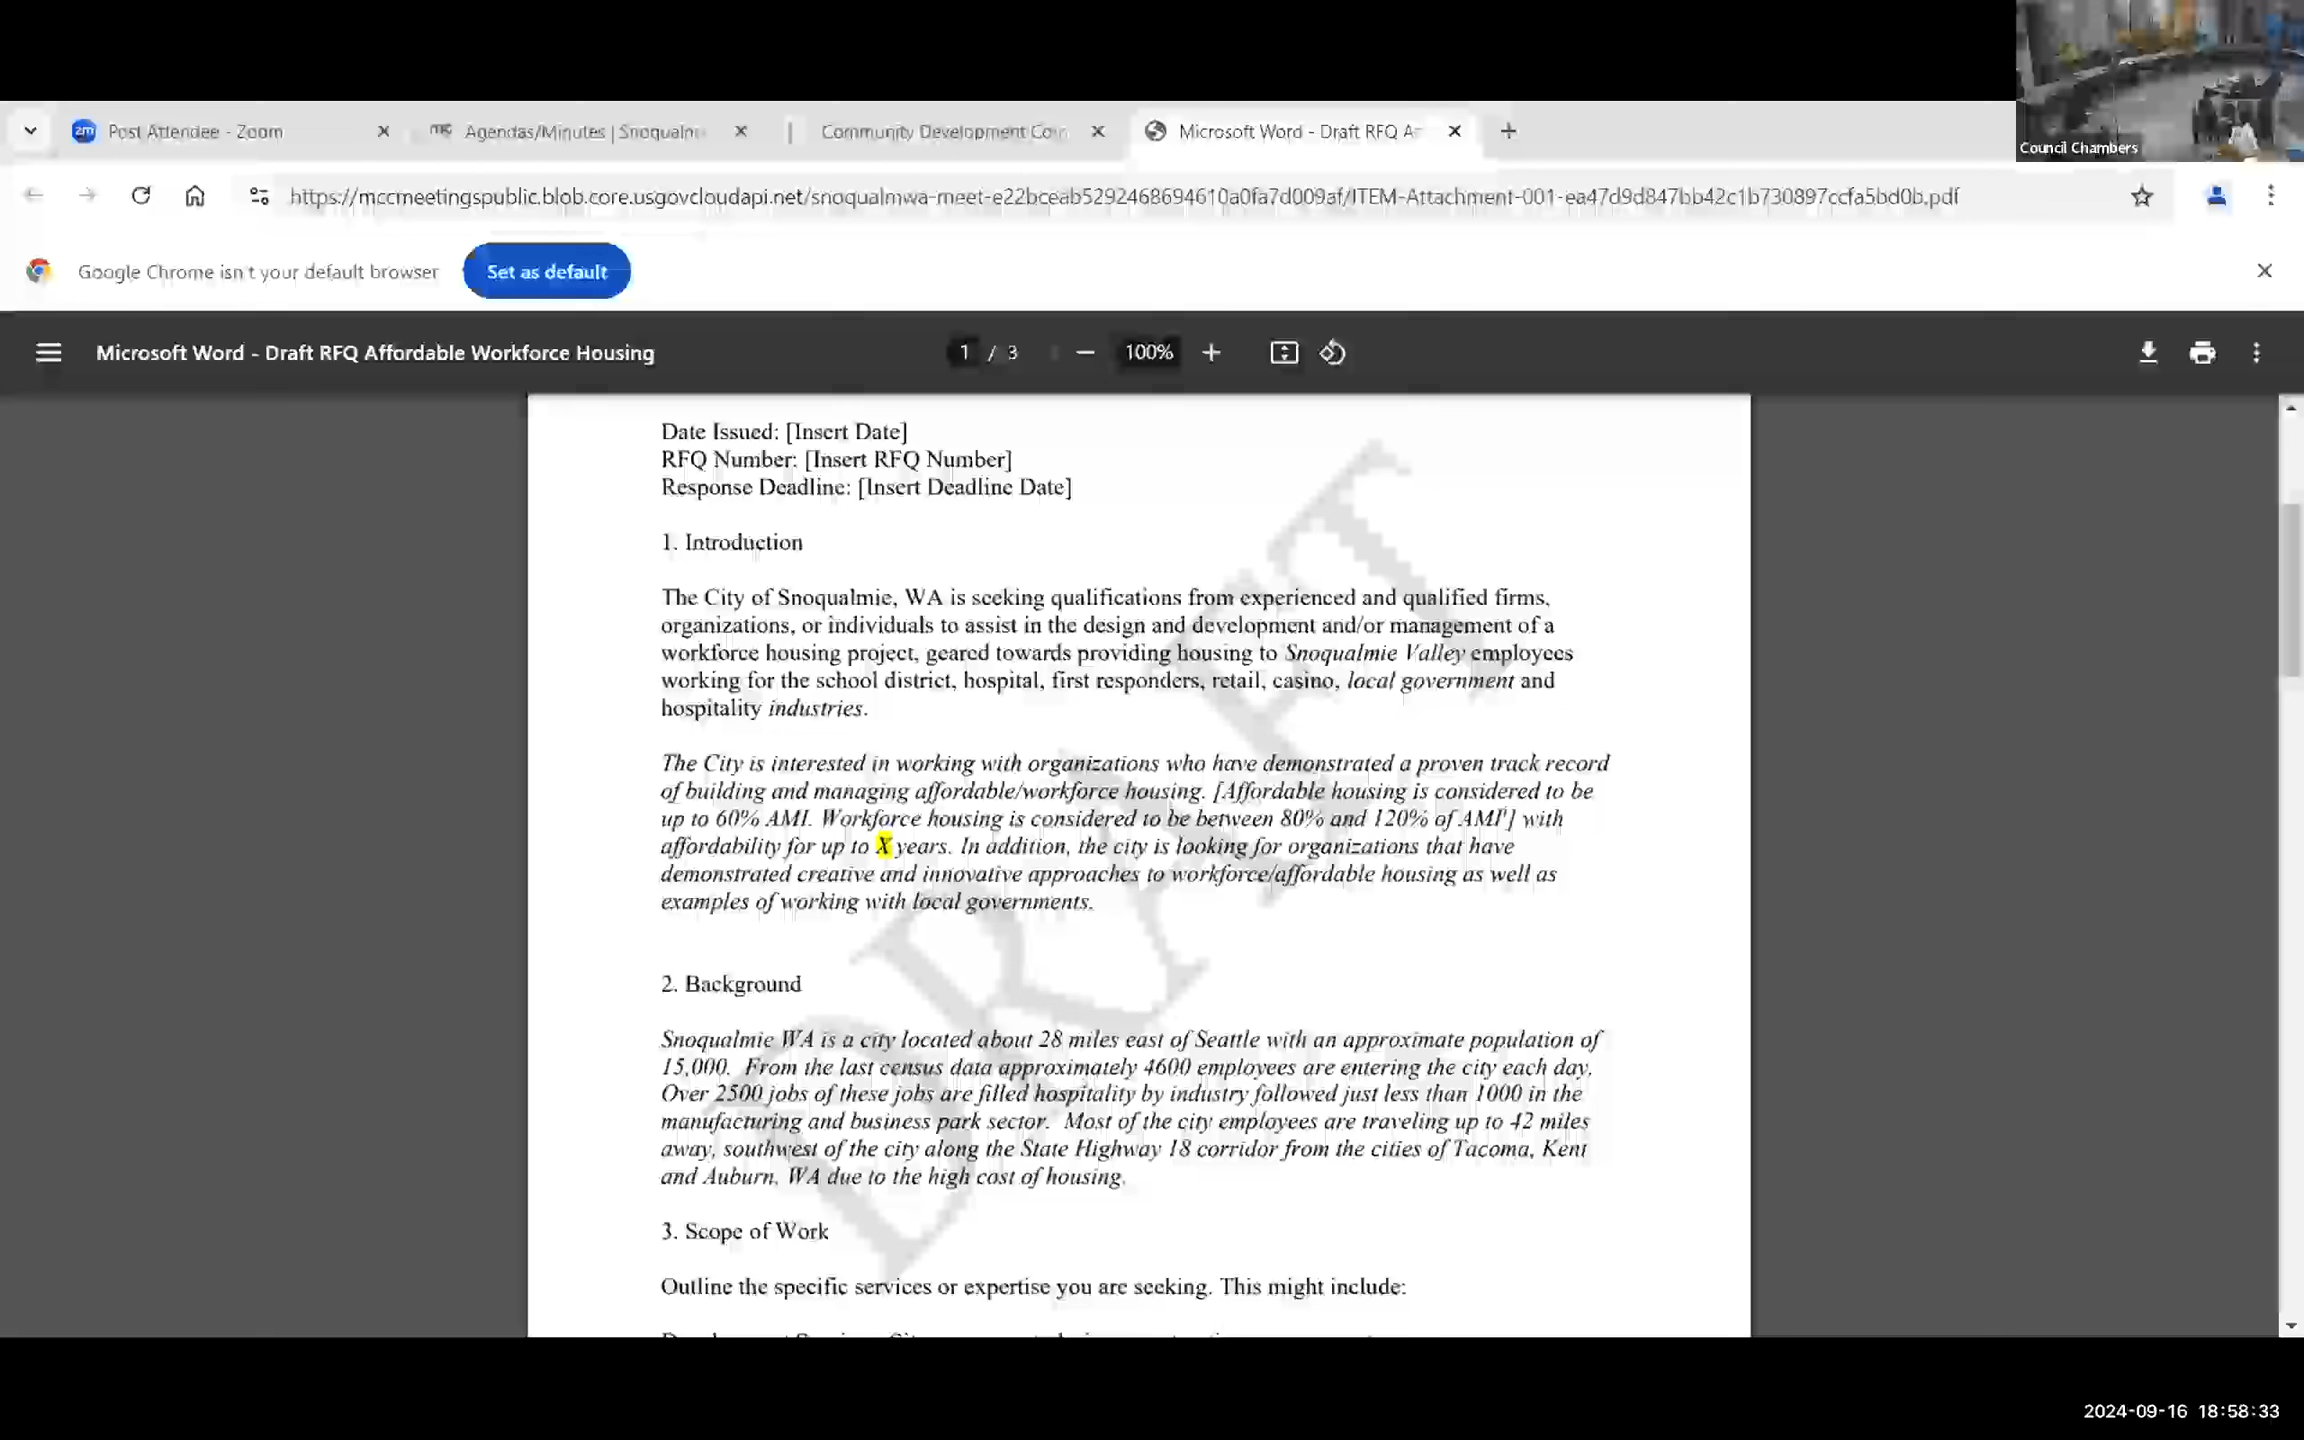 Council Chambers
Post Attendee - Zoom
Agendas/Minutes | Snoqualm
Community Development Cou
Microsoft Word - Draft RFQ A
https://mccmeetingspublic.blob.core.usgovcloudapi.net/snoqualmwa-meet-e22bceab5292468694610a0fa7d009af/ITEM-Attachment-001-ea47d9d847bb42c1b730897ccfa5bd0b.pdf
Google Chrome isn't your default browser
Set as default
Microsoft Word - Draft RFQ Affordable Workforce Housing
1 / 3
100%
Date Issued: [Insert Date]
RFQ Number: [Insert RFQ Number]
Response Deadline: [Insert Deadline Date]
1. Introduction
The City of Snoqualmie, WA is seeking qualifications from experienced and qualified firms,
organizations, or individuals to assist in the design and development and/or management of a
workforce housing project, geared towards providing housing to Snoqualmie Valley employees
working for the school district, hospital, first responders, retail, casino, local government and
hospitality industries.
The City is interested in working with organizations who have demonstrated a proven track record
of building and managing affordable/workforce housing. [Affordable housing is considered to be
up to 60% AMI. Workforce housing is considered to be between 80% and 120% of AMI] with
affordability for up to X years. In addition, the city is looking for organizations that have
demonstrated creative and innovative approaches to workforce/affordable housing as well as
examples of working with local governments.
2. Background
Snoqualmie WA is a city located about 28 miles east of Seattle with an approximate population of
15,000. From the last census data approximately 4600 employees are entering the city each day.
Over 2500 jobs of these jobs are filled hospitality by industry followed just less than 1000 in the
manufacturing and business park sector. Most of the city employees are traveling up to 42 miles
away, southwest of the city along the State Highway 18 corridor from the cities of Tacoma, Kent
and Auburn, WA due to the high cost of housing.
3. Scope of Work
Outline the specific services or expertise you are seeking. This might include:
DRAFT
2024-09-16 18:58:33